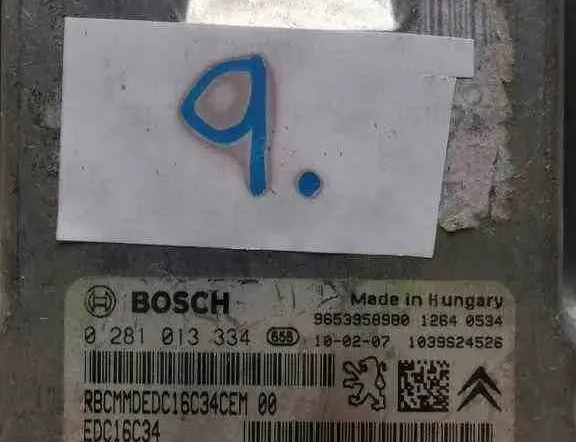 9.
BOSCH Made in Hungary
9653958980 1264 0534
0 281 013 334 658 10-02-07 1039S24526
RBCMMDEDC16C34CEM 00
EDC16C34